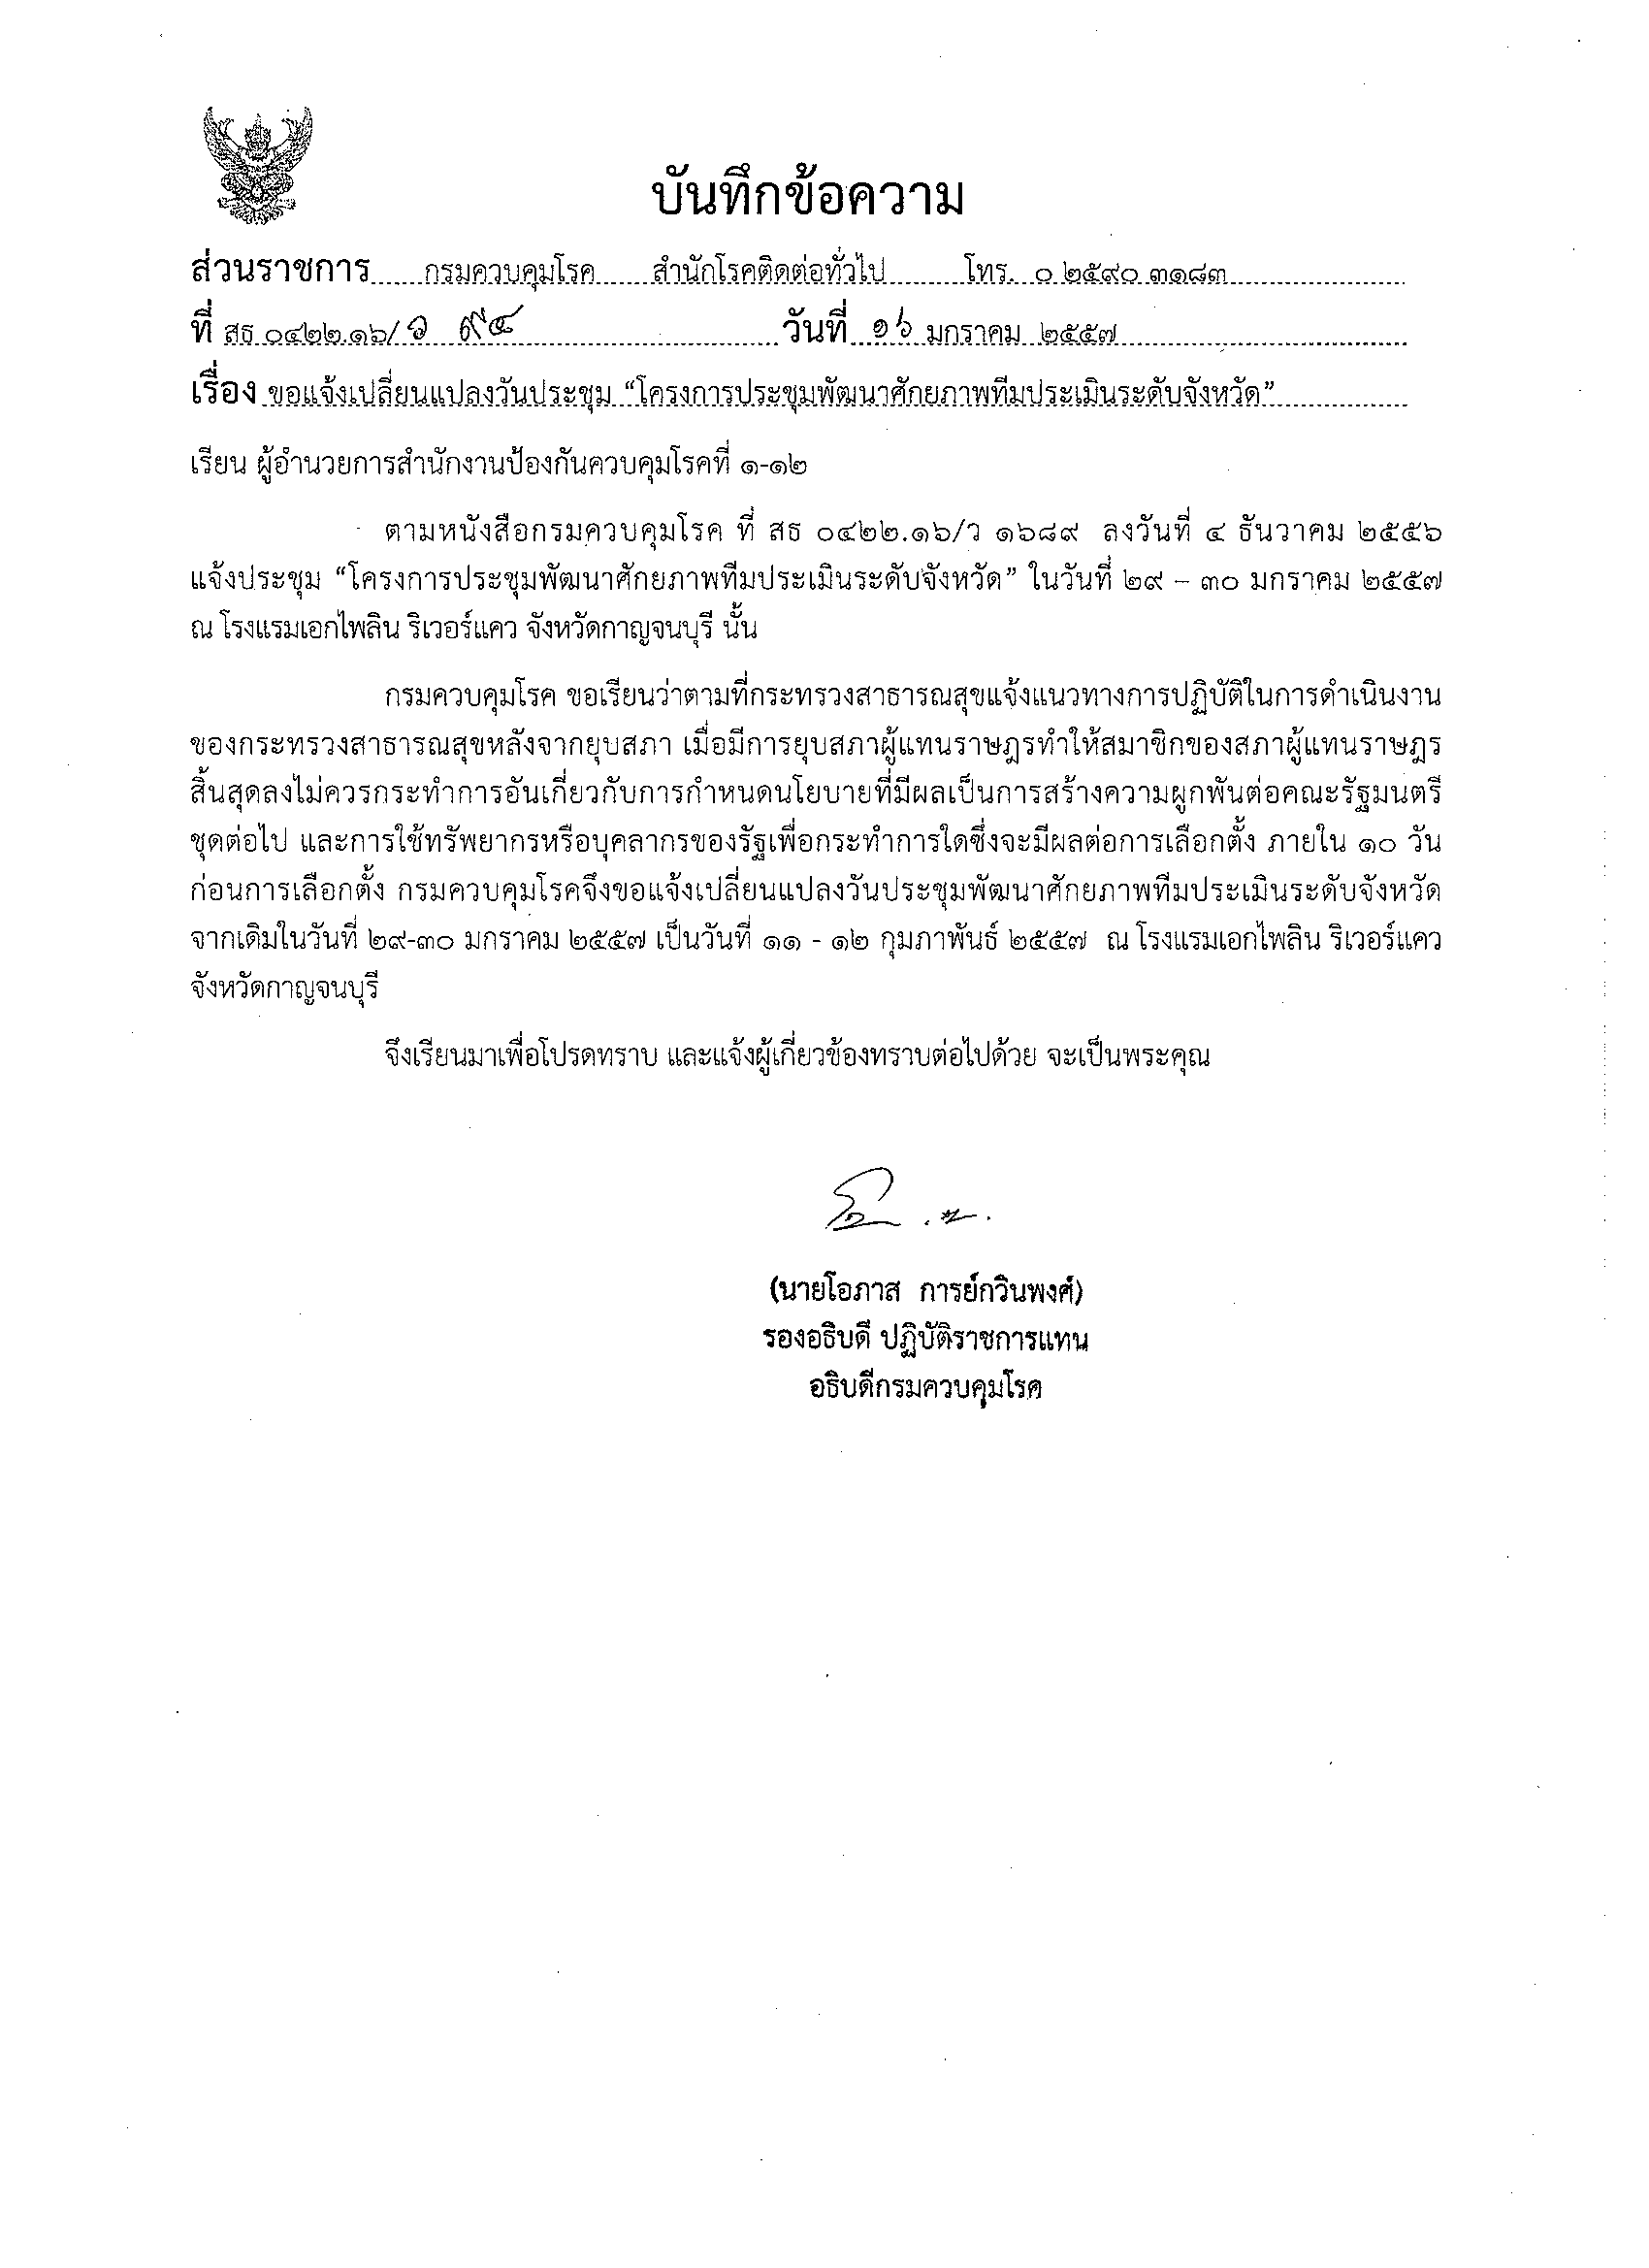 บันทึกข้อความ
ส่วนราชการ กรมควบคุมโรค สำนักโรคติดต่อทั่วไป โทร. ๐ ๒๕๙๐ ๓๑๘๓
ที่ สธ ๐๔๒๒.๑๖/ว ๙๔ วันที่ ๑๖ มกราคม ๒๕๕๗
เรื่อง ขอแจ้งเปลี่ยนแปลงวันประชุม “โครงการประชุมพัฒนาศักยภาพทีมประเมินระดับจังหวัด”
เรียน ผู้อำนวยการสำนักงานป้องกันควบคุมโรคที่ ๑-๑๒
ตามหนังสือกรมควบคุมโรค ที่ สธ ๐๔๒๒.๑๖/ว ๑๖๘๙ ลงวันที่ ๔ ธันวาคม ๒๕๕๖
แจ้งประชุม “โครงการประชุมพัฒนาศักยภาพทีมประเมินระดับจังหวัด” ในวันที่ ๒๙ – ๓๐ มกราคม ๒๕๕๗
ณ โรงแรมเอกไพลิน ริเวอร์แคว จังหวัดกาญจนบุรี นั้น
กรมควบคุมโรค ขอเรียนว่าตามที่กระทรวงสาธารณสุขแจ้งแนวทางการปฏิบัติในการดำเนินงาน
ของกระทรวงสาธารณสุขหลังจากยุบสภา เมื่อมีการยุบสภาผู้แทนราษฎรทำให้สมาชิกของสภาผู้แทนราษฎร
สิ้นสุดลงไม่ควรกระทำการอันเกี่ยวกับการกำหนดนโยบายที่มีผลเป็นการสร้างความผูกพันต่อคณะรัฐมนตรี
ชุดต่อไป และการใช้ทรัพยากรหรือบุคลากรของรัฐเพื่อกระทำการใดซึ่งจะมีผลต่อการเลือกตั้ง ภายใน ๑๐ วัน
ก่อนการเลือกตั้ง กรมควบคุมโรคจึงขอแจ้งเปลี่ยนแปลงวันประชุมพัฒนาศักยภาพทีมประเมินระดับจังหวัด
จากเดิมในวันที่ ๒๙-๓๐ มกราคม ๒๕๕๗ เป็นวันที่ ๑๑ - ๑๒ กุมภาพันธ์ ๒๕๕๗ ณ โรงแรมเอกไพลิน ริเวอร์แคว
จังหวัดกาญจนบุรี
จึงเรียนมาเพื่อโปรดทราบ และแจ้งผู้เกี่ยวข้องทราบต่อไปด้วย จะเป็นพระคุณ
(นายโอภาส การย์กวินพงศ์)
รองอธิบดี ปฏิบัติราชการแทน
อธิบดีกรมควบคุมโรค